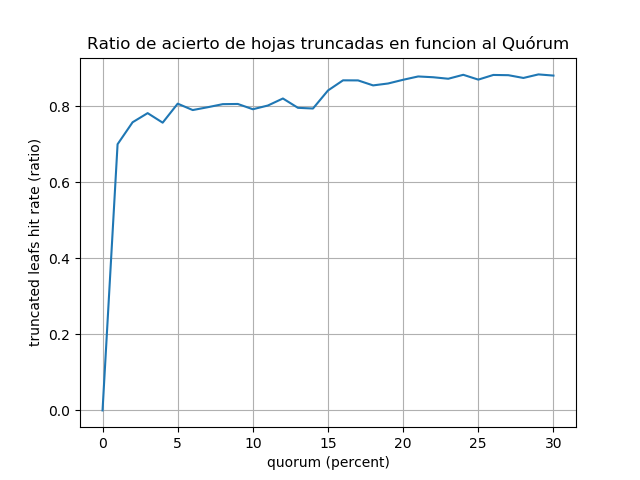 Ratio de acierto de hojas truncadas en funcion al Quórum
truncated leafs hit rate (ratio)
0.8
0.6
0.4
0.2
0.0
0 5 10 15 20 25 30
quorum (percent)